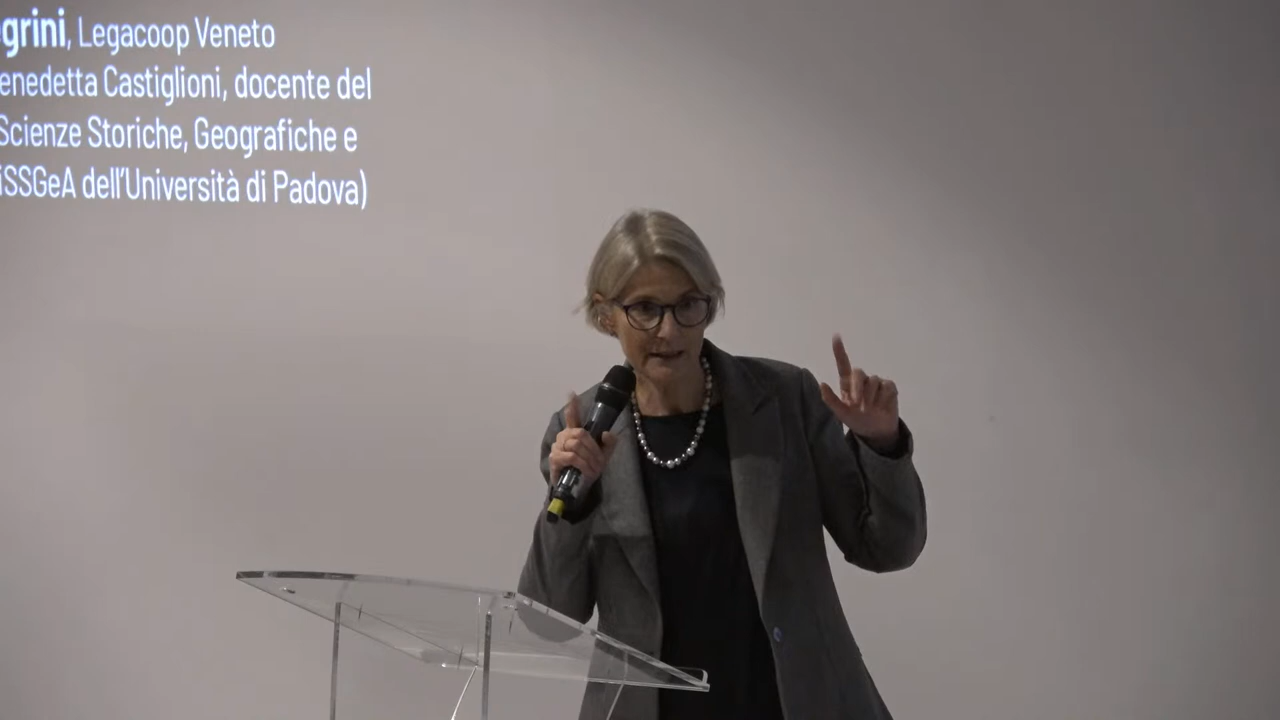 grini, Legacoop Veneto
enedetta Castiglioni, docente del
Scienze Storiche, Geografiche e
iSSGeA dell'Università di Padova)